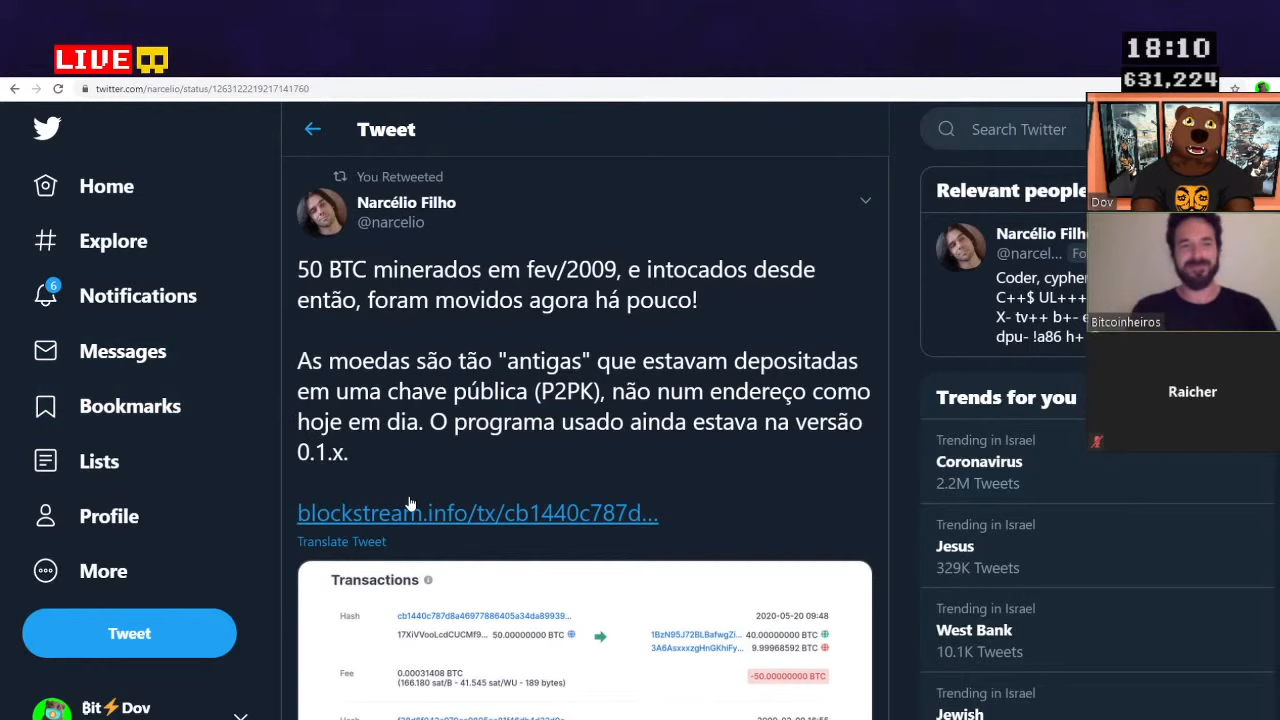 LIVE
18:10
631,224
twitter.com/narcelio/status/1263122219217141760
Home
Explore
6
Notifications
Messages
Bookmarks
Lists
Profile
More
Tweet
Bit⚡Dov
Tweet
You Retweeted
Narcélio Filho
@narcelio
50 BTC minerados em fev/2009, e intocados desde
então, foram movidos agora há pouco!
As moedas são tão "antigas" que estavam depositadas
em uma chave pública (P2PK), não num endereço como
hoje em dia. O programa usado ainda estava na versão
0.1.x.
blockstream.info/tx/cb1440c787d...
Translate Tweet
Transactions
Hash cb1440c787d8a46977886405a34da89939... 2020-05-20 09:48
17XiVVooLcdCUCMf9... 50.00000000 BTC 1BzN95J72BLBafwgZi... 40.00000000 BTC
3A6AsxxxzgHnGKhiFy... 9.99968592 BTC
Fee 0.00031408 BTC -50.00000000 BTC
(166.180 sat/B - 41.545 sat/WU - 189 bytes)
Search Twitter
Relevant people
Narcélio Filh
@narcel... Fo
Coder, cypher
C++$ UL+++
X- tv++ b+- e
dpu- !a86 h+
Trends for you
Trending in Israel
Coronavirus
2.2M Tweets
Trending in Israel
Jesus
329K Tweets
Trending in Israel
West Bank
10.1K Tweets
Trending in Israel
Jewish
Dov
Bitcoinheiros
Raicher